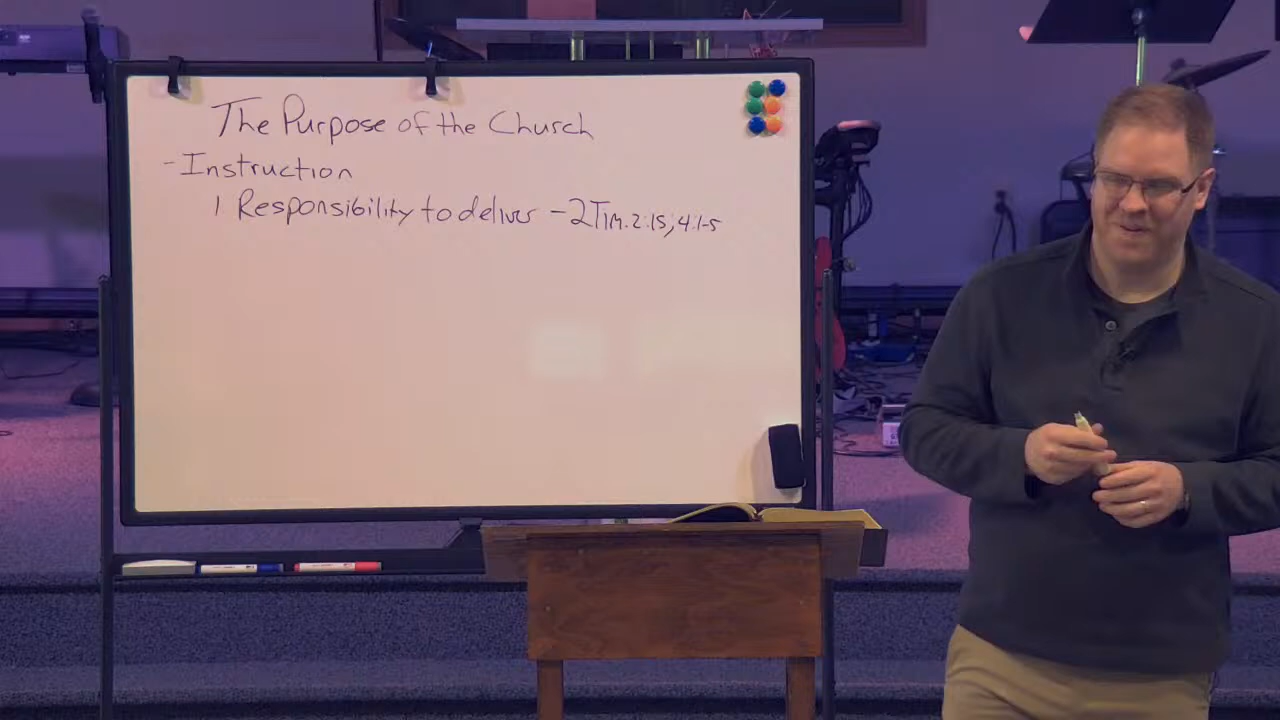 The Purpose of the Church
- Instruction
1 Responsibility to deliver - 2Tim. 2:15; 4:1-5